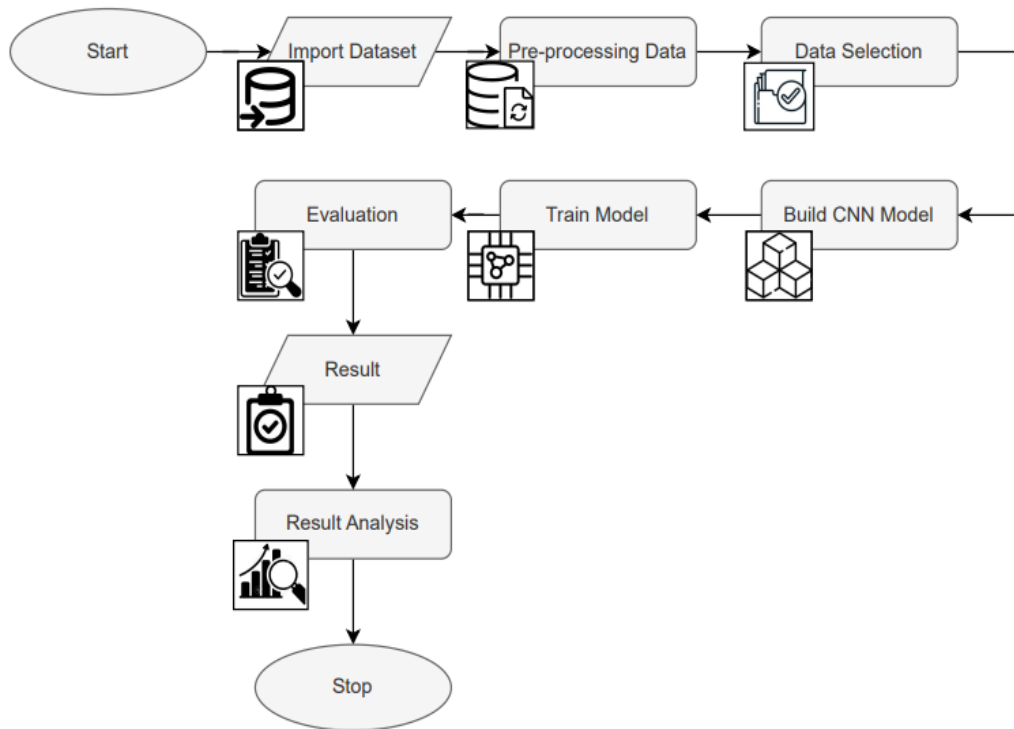 Start
Import Dataset
Pre-processing Data
Data Selection
Build CNN Model
Train Model
Evaluation
Result
Result Analysis
Stop